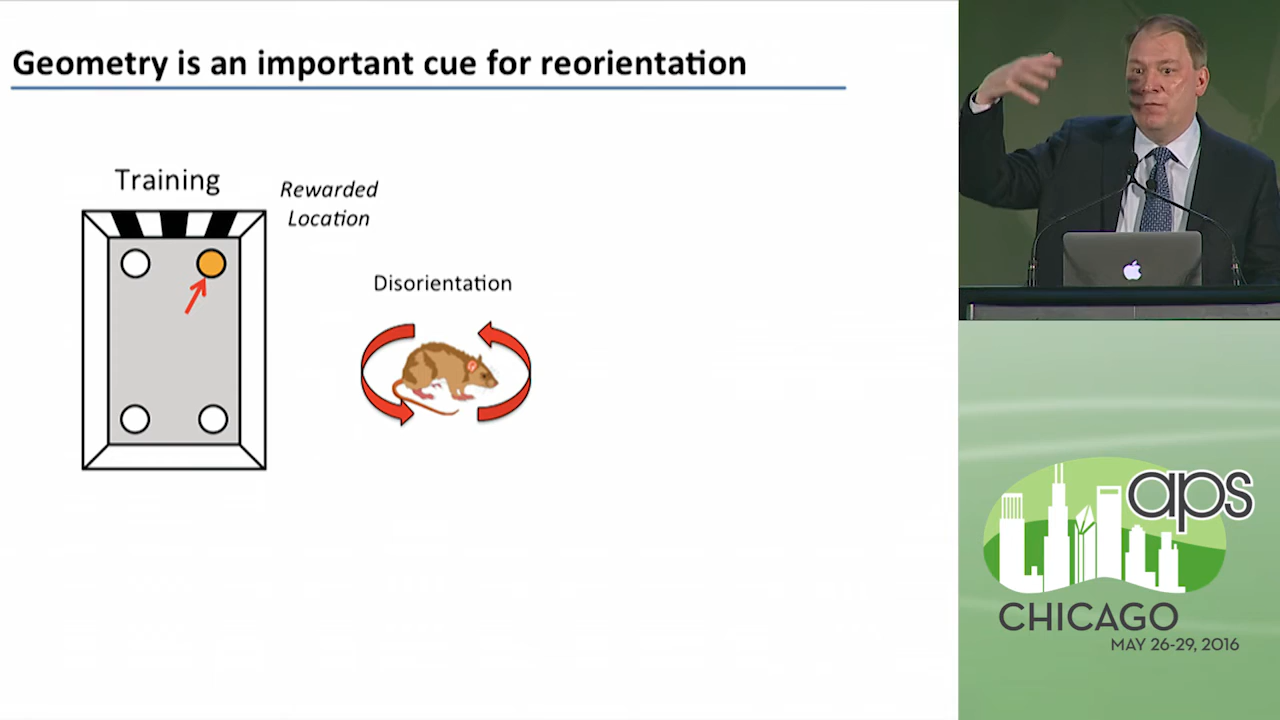 Geometry is an important cue for reorientation
Training
Rewarded
Location
Disorientation
aps
CHICAGO
MAY 26-29, 2016